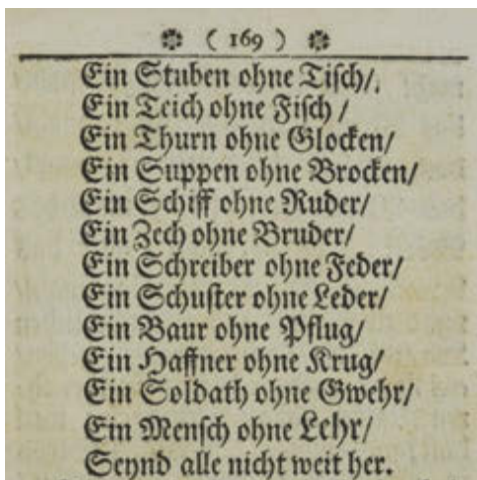 ❁ ( 169 ) ❁
Ein Stuben ohne Tisch/.
Ein Teich ohne Fisch /
Ein Thurn ohne Glocken/
Ein Suppen ohne Brocken/
Ein Schiff ohne Ruder/
Ein Zech ohne Bruder/
Ein Schreiber ohne Feder/
Ein Schuster ohne Leder/
Ein Baur ohne Pflug/
Ein Haffner ohne Krug/
Ein Soldath ohne Gwehr/
Ein Mensch ohne Lehr/
Seynd alle nicht weit her.